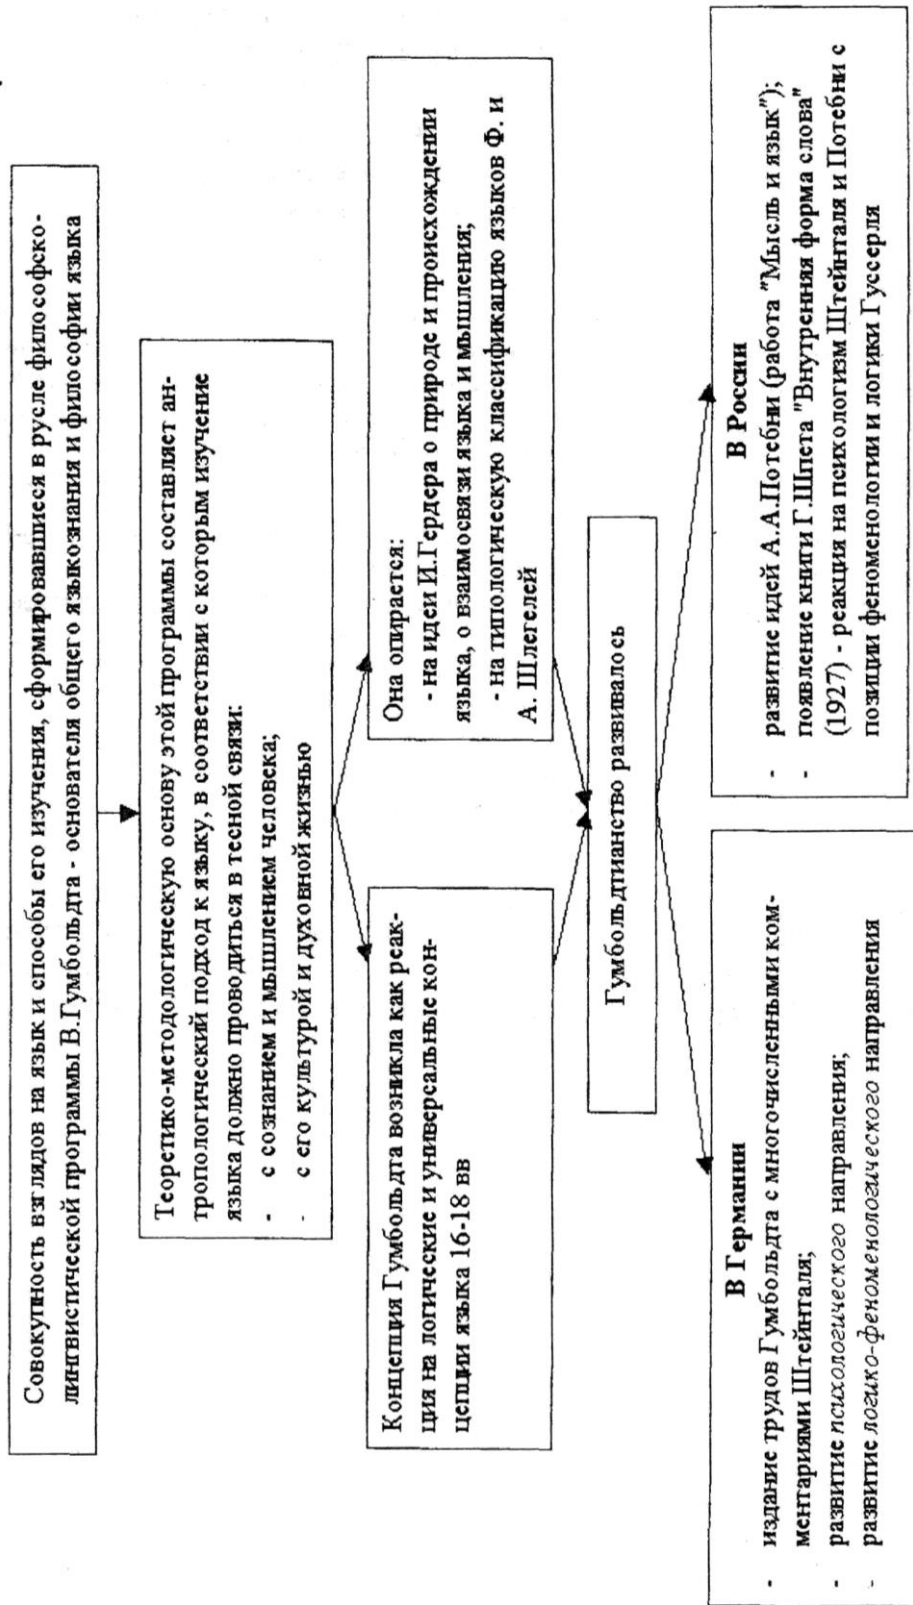 Совокупность взглядов на язык и способы его изучения, сформировавшиеся в русле философско-
лингвистической программы В.Гумбольдта - основателя общего языкознания и философии языка
Теоретико-методологическую основу этой программы составляет ан-
тропологический подход к языку, в соответствии с которым изучение
языка должно проводиться в тесной связи:
- с сознанием и мышлением человека;
- с его культурой и духовной жизнью
Концепция Гумбольдта возникла как реак-
ция на логические и универсальные кон-
цепции языка 16-18 вв
Она опирается:
- на идеи И.Гердера о природе и происхождении
языка, о взаимосвязи языка и мышления;
- на типологическую классификацию языков Ф. и
А. Шлегелей
Гумбольдтианство развивалось
В Германии
- издание трудов Гумбольдта с многочисленными ком-
ментариями Штейнталя;
- развитие психологического направления;
- развитие логико-феноменологического направления
В России
- развитие идей А.А.Потебни (работа "Мысль и язык");
- появление книги Г.Шпета "Внутренняя форма слова"
(1927) - реакция на психологизм Штейнталя и Потебни с
позиции феноменологии и логики Гуссерля